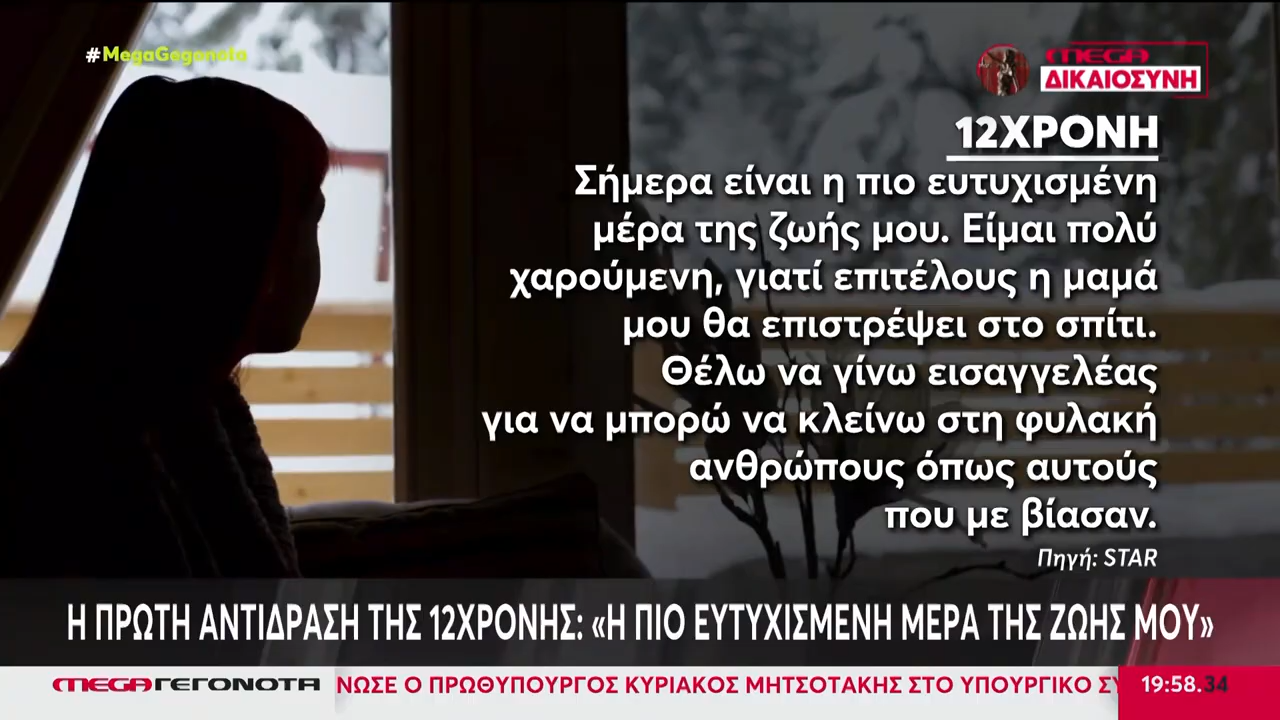 #MegaGegonota
MEGA
ΔΙΚΑΙΟΣΥΝΗ
12ΧΡΟΝΗ
Σήμερα είναι η πιο ευτυχισμένη
μέρα της ζωής μου. Είμαι πολύ
χαρούμενη, γιατί επιτέλους η μαμά
μου θα επιστρέψει στο σπίτι.
Θέλω να γίνω εισαγγελέας
για να μπορώ να κλείνω στη φυλακή
ανθρώπους όπως αυτούς
που με βίασαν.
Πηγή: STAR
Η ΠΡΩΤΗ ΑΝΤΙΔΡΑΣΗ ΤΗΣ 12ΧΡΟΝΗΣ: «Η ΠΙΟ ΕΥΤΥΧΙΣΜΕΝΗ ΜΕΡΑ ΤΗΣ ΖΩΗΣ ΜΟΥ»
MEGA ΓΕΓΟΝΟΤΑ ΝΩΣΕ Ο ΠΡΩΘΥΠΟΥΡΓΟΣ ΚΥΡΙΑΚΟΣ ΜΗΤΣΟΤΑΚΗΣ ΣΤΟ ΥΠΟΥΡΓΙΚΟ ΣΥ 19:58.34